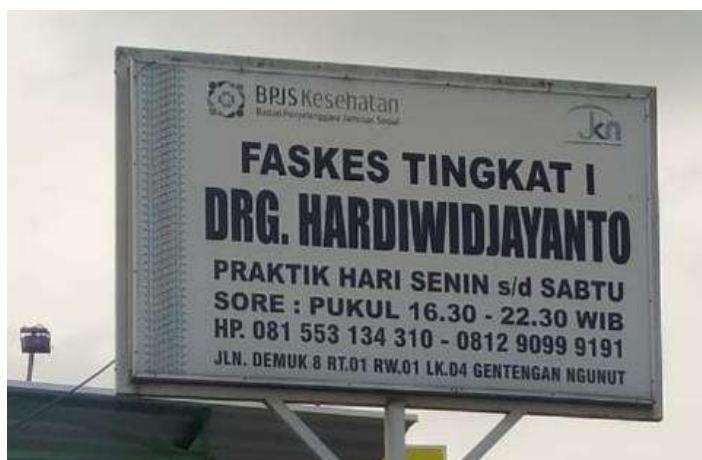 BPJS Kesehatan
Badan Penyelenggara Jaminan Sosial
Jkn
FASKES TINGKAT I
DRG. HARDIWIDJAYANTO
PRAKTIK HARI SENIN s/d SABTU
SORE : PUKUL 16.30 - 22.30 WIB
HP. 081 553 134 310 - 0812 9099 9191
JLN. DEMUK 8 RT.01 RW.01 LK.04 GENTENGAN NGUNUT